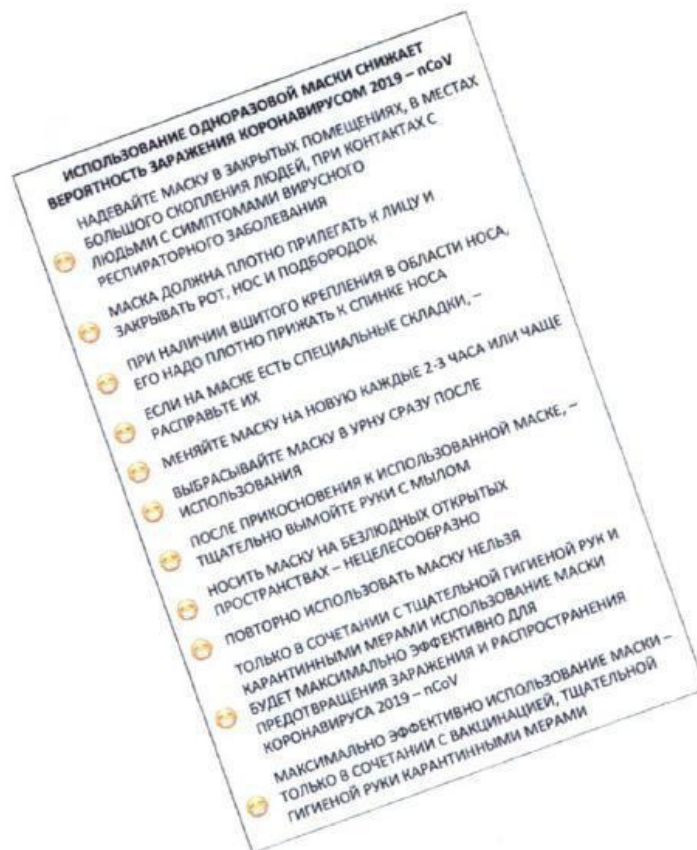 ИСПОЛЬЗОВАНИЕ ОДНОРАЗОВОЙ МАСКИ СНИЖАЕТ
ВЕРОЯТНОСТЬ ЗАРАЖЕНИЯ КОРОНАВИРУСОМ 2019 – nCoV
НАДЕВАЙТЕ МАСКУ В ЗАКРЫТЫХ ПОМЕЩЕНИЯХ, В МЕСТАХ
БОЛЬШОГО СКОПЛЕНИЯ ЛЮДЕЙ, ПРИ КОНТАКТАХ С
ЛЮДЬМИ С СИМПТОМАМИ ВИРУСНОГО
РЕСПИРАТОРНОГО ЗАБОЛЕВАНИЯ
МАСКА ДОЛЖНА ПЛОТНО ПРИЛЕГАТЬ К ЛИЦУ И
ЗАКРЫВАТЬ РОТ, НОС И ПОДБОРОДОК
ПРИ НАЛИЧИИ ВШИТОГО КРЕПЛЕНИЯ В ОБЛАСТИ НОСА,
ЕГО НАДО ПЛОТНО ПРИЖАТЬ К СПИНКЕ НОСА
ЕСЛИ НА МАСКЕ ЕСТЬ СПЕЦИАЛЬНЫЕ СКЛАДКИ, –
РАСПРАВЬТЕ ИХ
МЕНЯЙТЕ МАСКУ НА НОВУЮ КАЖДЫЕ 2-3 ЧАСА ИЛИ ЧАЩЕ
ВЫБРАСЫВАЙТЕ МАСКУ В УРНУ СРАЗУ ПОСЛЕ
ИСПОЛЬЗОВАНИЯ
ПОСЛЕ ПРИКОСНОВЕНИЯ К ИСПОЛЬЗОВАННОЙ МАСКЕ, –
ТЩАТЕЛЬНО ВЫМОЙТЕ РУКИ С МЫЛОМ
НОСИТЬ МАСКУ НА БЕЗЛЮДНЫХ ОТКРЫТЫХ
ПРОСТРАНСТВАХ – НЕЦЕЛЕСООБРАЗНО
ПОВТОРНО ИСПОЛЬЗОВАТЬ МАСКУ НЕЛЬЗЯ
ТОЛЬКО В СОЧЕТАНИИ С ТЩАТЕЛЬНОЙ ГИГИЕНОЙ РУК И
КАРАНТИННЫМИ МЕРАМИ ИСПОЛЬЗОВАНИЕ МАСКИ
БУДЕТ МАКСИМАЛЬНО ЭФФЕКТИВНО ДЛЯ
ПРЕДОТВРАЩЕНИЯ ЗАРАЖЕНИЯ И РАСПРОСТРАНЕНИЯ
КОРОНАВИРУСА 2019 – nCoV
МАКСИМАЛЬНО ЭФФЕКТИВНО ИСПОЛЬЗОВАНИЕ МАСКИ –
ТОЛЬКО В СОЧЕТАНИИ С ВАКЦИНАЦИЕЙ, ТЩАТЕЛЬНОЙ
ГИГИЕНОЙ РУКИ КАРАНТИННЫМИ МЕРАМИ